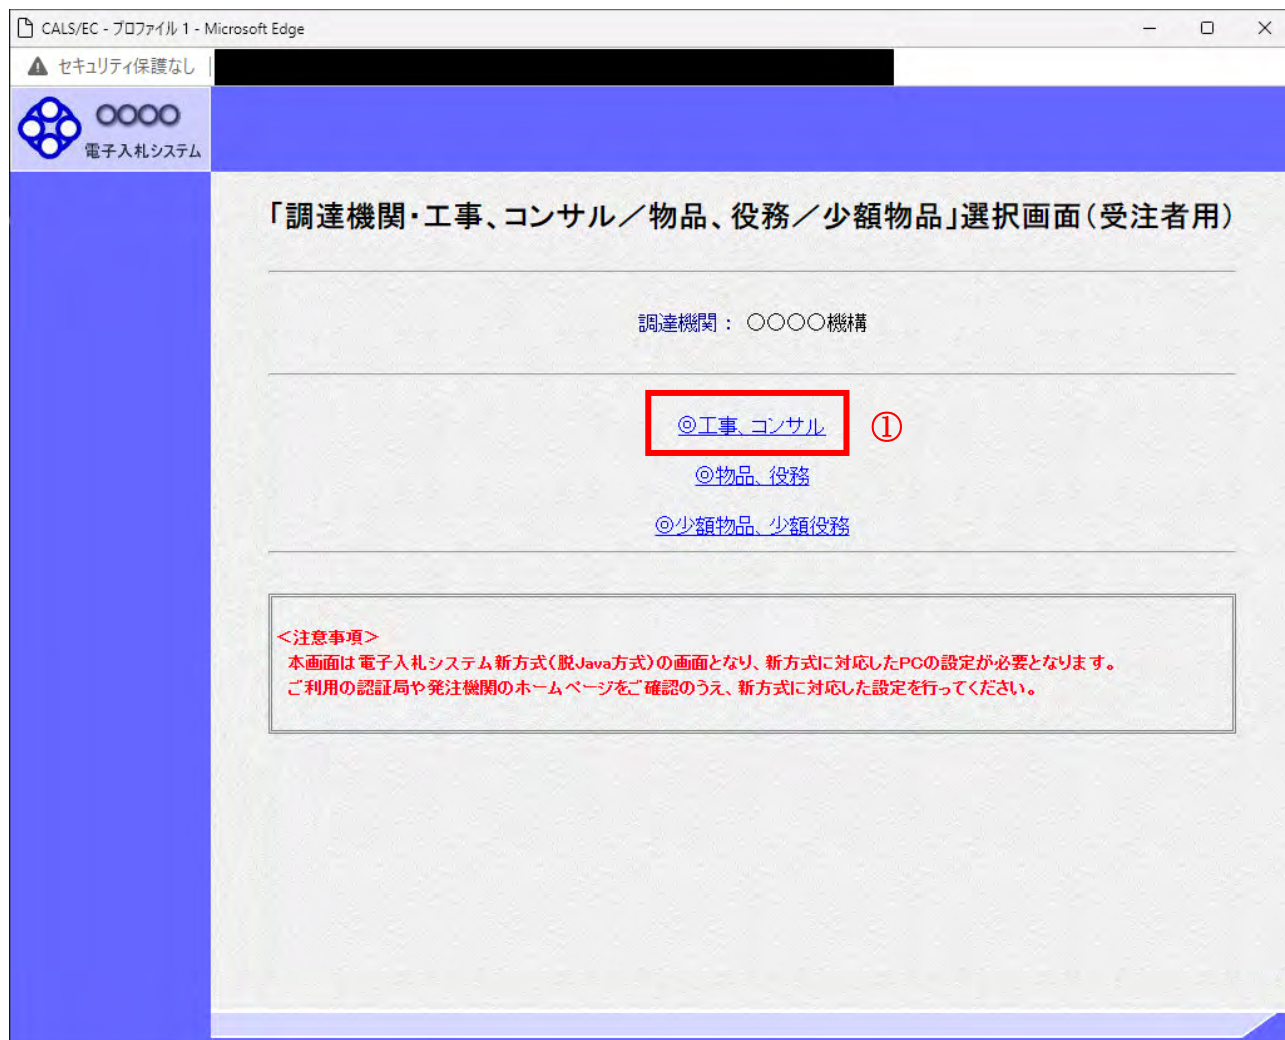 CALS/EC - プロファイル 1 - Microsoft Edge
セキュリティ保護なし
○○○○
電子入札システム
「調達機関・工事、コンサル／物品、役務／少額物品」選択画面(受注者用)
調達機関： ○○○○機構
◎工事、コンサル ①
◎物品、役務
◎少額物品、少額役務
＜注意事項＞
本画面は電子入札システム新方式(脱Java方式)の画面となり、新方式に対応したPCの設定が必要となります。
ご利用の認証局や発注機関のホームページをご確認のうえ、新方式に対応した設定を行ってください。